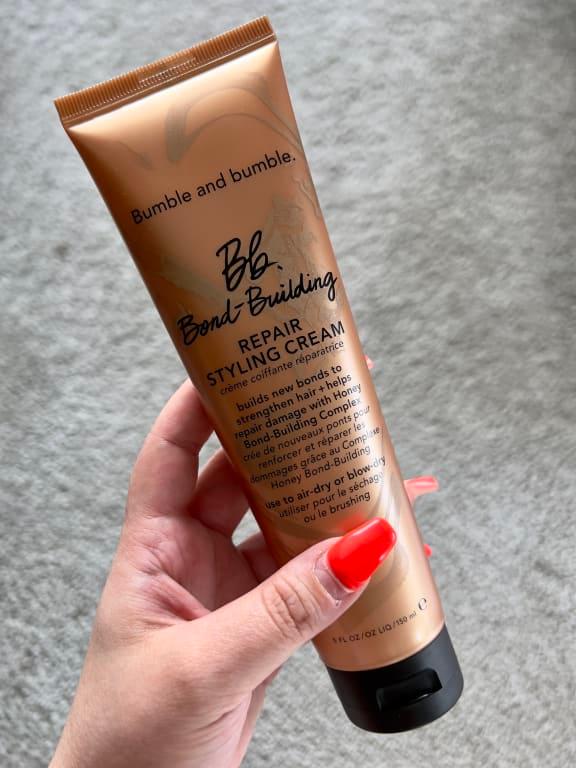 Bumble and bumble.
Bb.
Bond-Building
REPAIR
STYLING CREAM
crème coiffante réparatrice
builds new bonds to
strengthen hair + helps
repair damage with Honey
Bond-Building Complex
crée de nouveaux ponts pour
renforcer et réparer les
dommages grâce au Complexe
Honey Bond-Building
use to air-dry or blow-dry
utiliser pour le séchage
ou le brushing
5 FL OZ/OZ LIQ/150 ml ℮